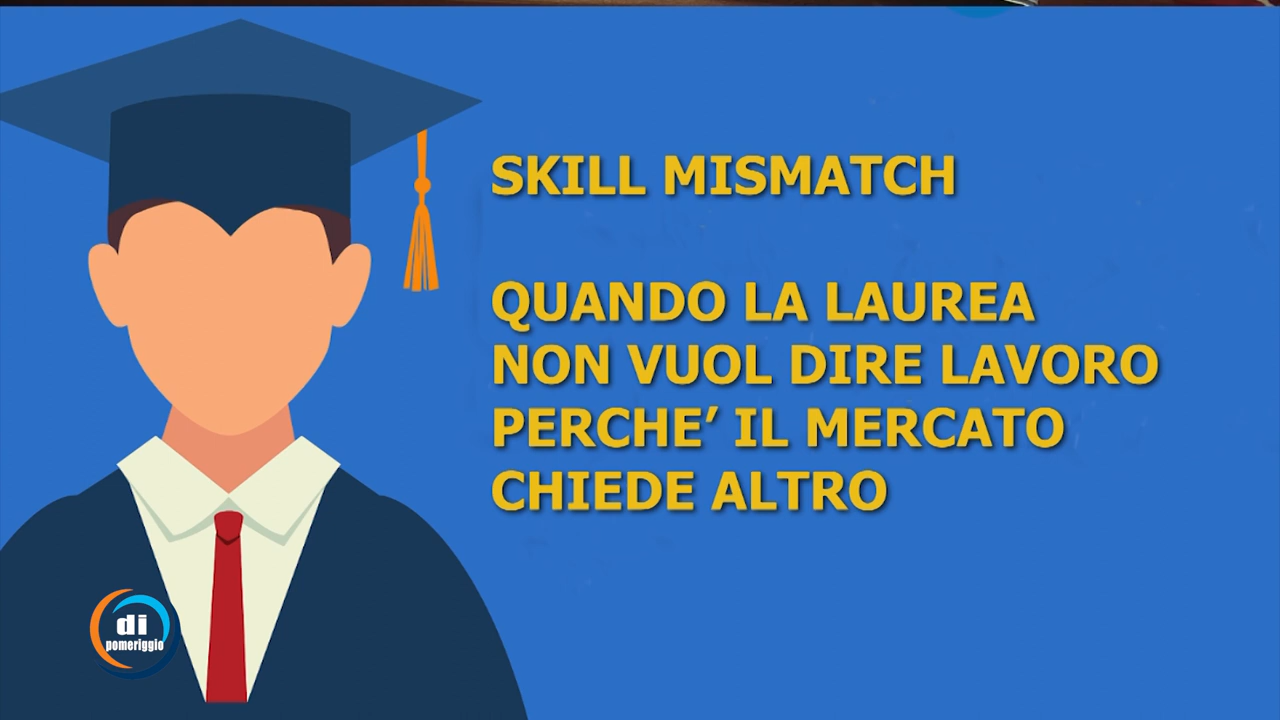 SKILL MISMATCH
QUANDO LA LAUREA
NON VUOL DIRE LAVORO
PERCHE’ IL MERCATO
CHIEDE ALTRO
di
pomeriggio